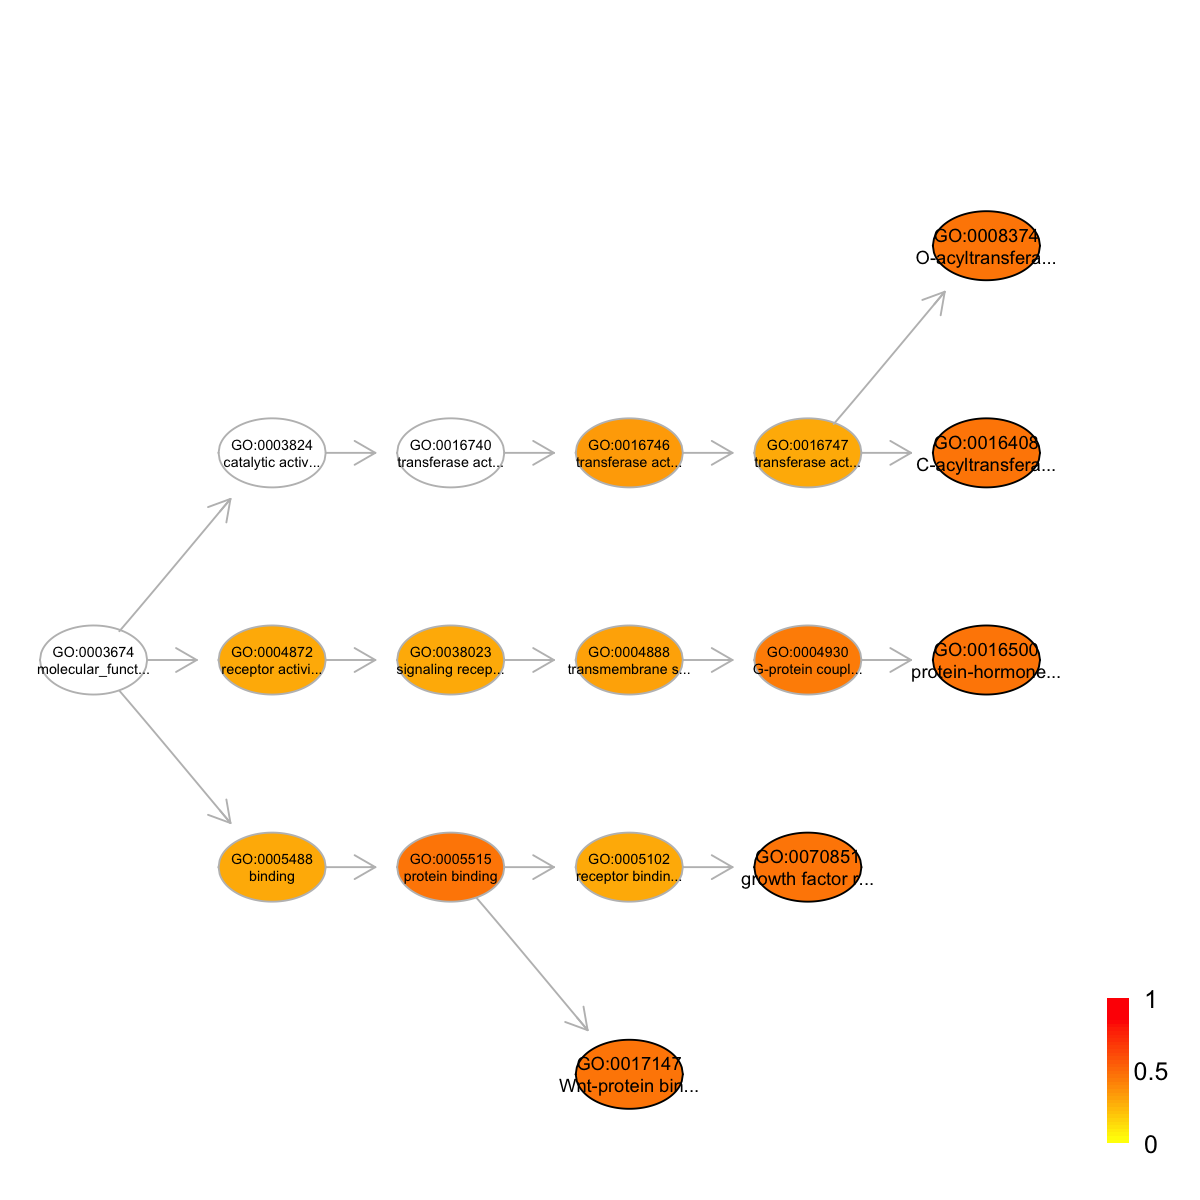 GO:0008374
O-acyltransfera...
GO:0003824
catalytic activ...
GO:0016740
transferase act...
GO:0016746
transferase act...
GO:0016747
transferase act...
GO:0016408
C-acyltransfera...
GO:0003674
molecular_funct...
GO:0004872
receptor activi...
GO:0038023
signaling recep...
GO:0004888
transmembrane s...
GO:0004930
G-protein coupl...
GO:0016500
protein-hormone...
GO:0005488
binding
GO:0005515
protein binding
GO:0005102
receptor bindin...
GO:0070851
growth factor r...
GO:0017147
Wnt-protein bin...
1
0.5
0